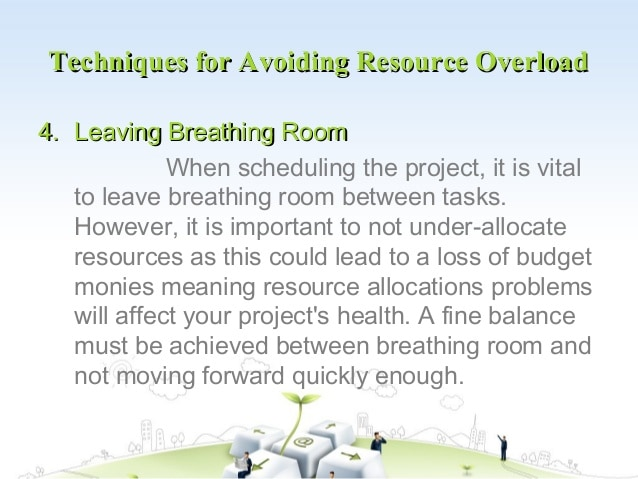 Techniques for Avoiding Resource Overload
4. Leaving Breathing Room
When scheduling the project, it is vital
to leave breathing room between tasks.
However, it is important to not under-allocate
resources as this could lead to a loss of budget
monies meaning resource allocations problems
will affect your project's health. A fine balance
must be achieved between breathing room and
not moving forward quickly enough.
@